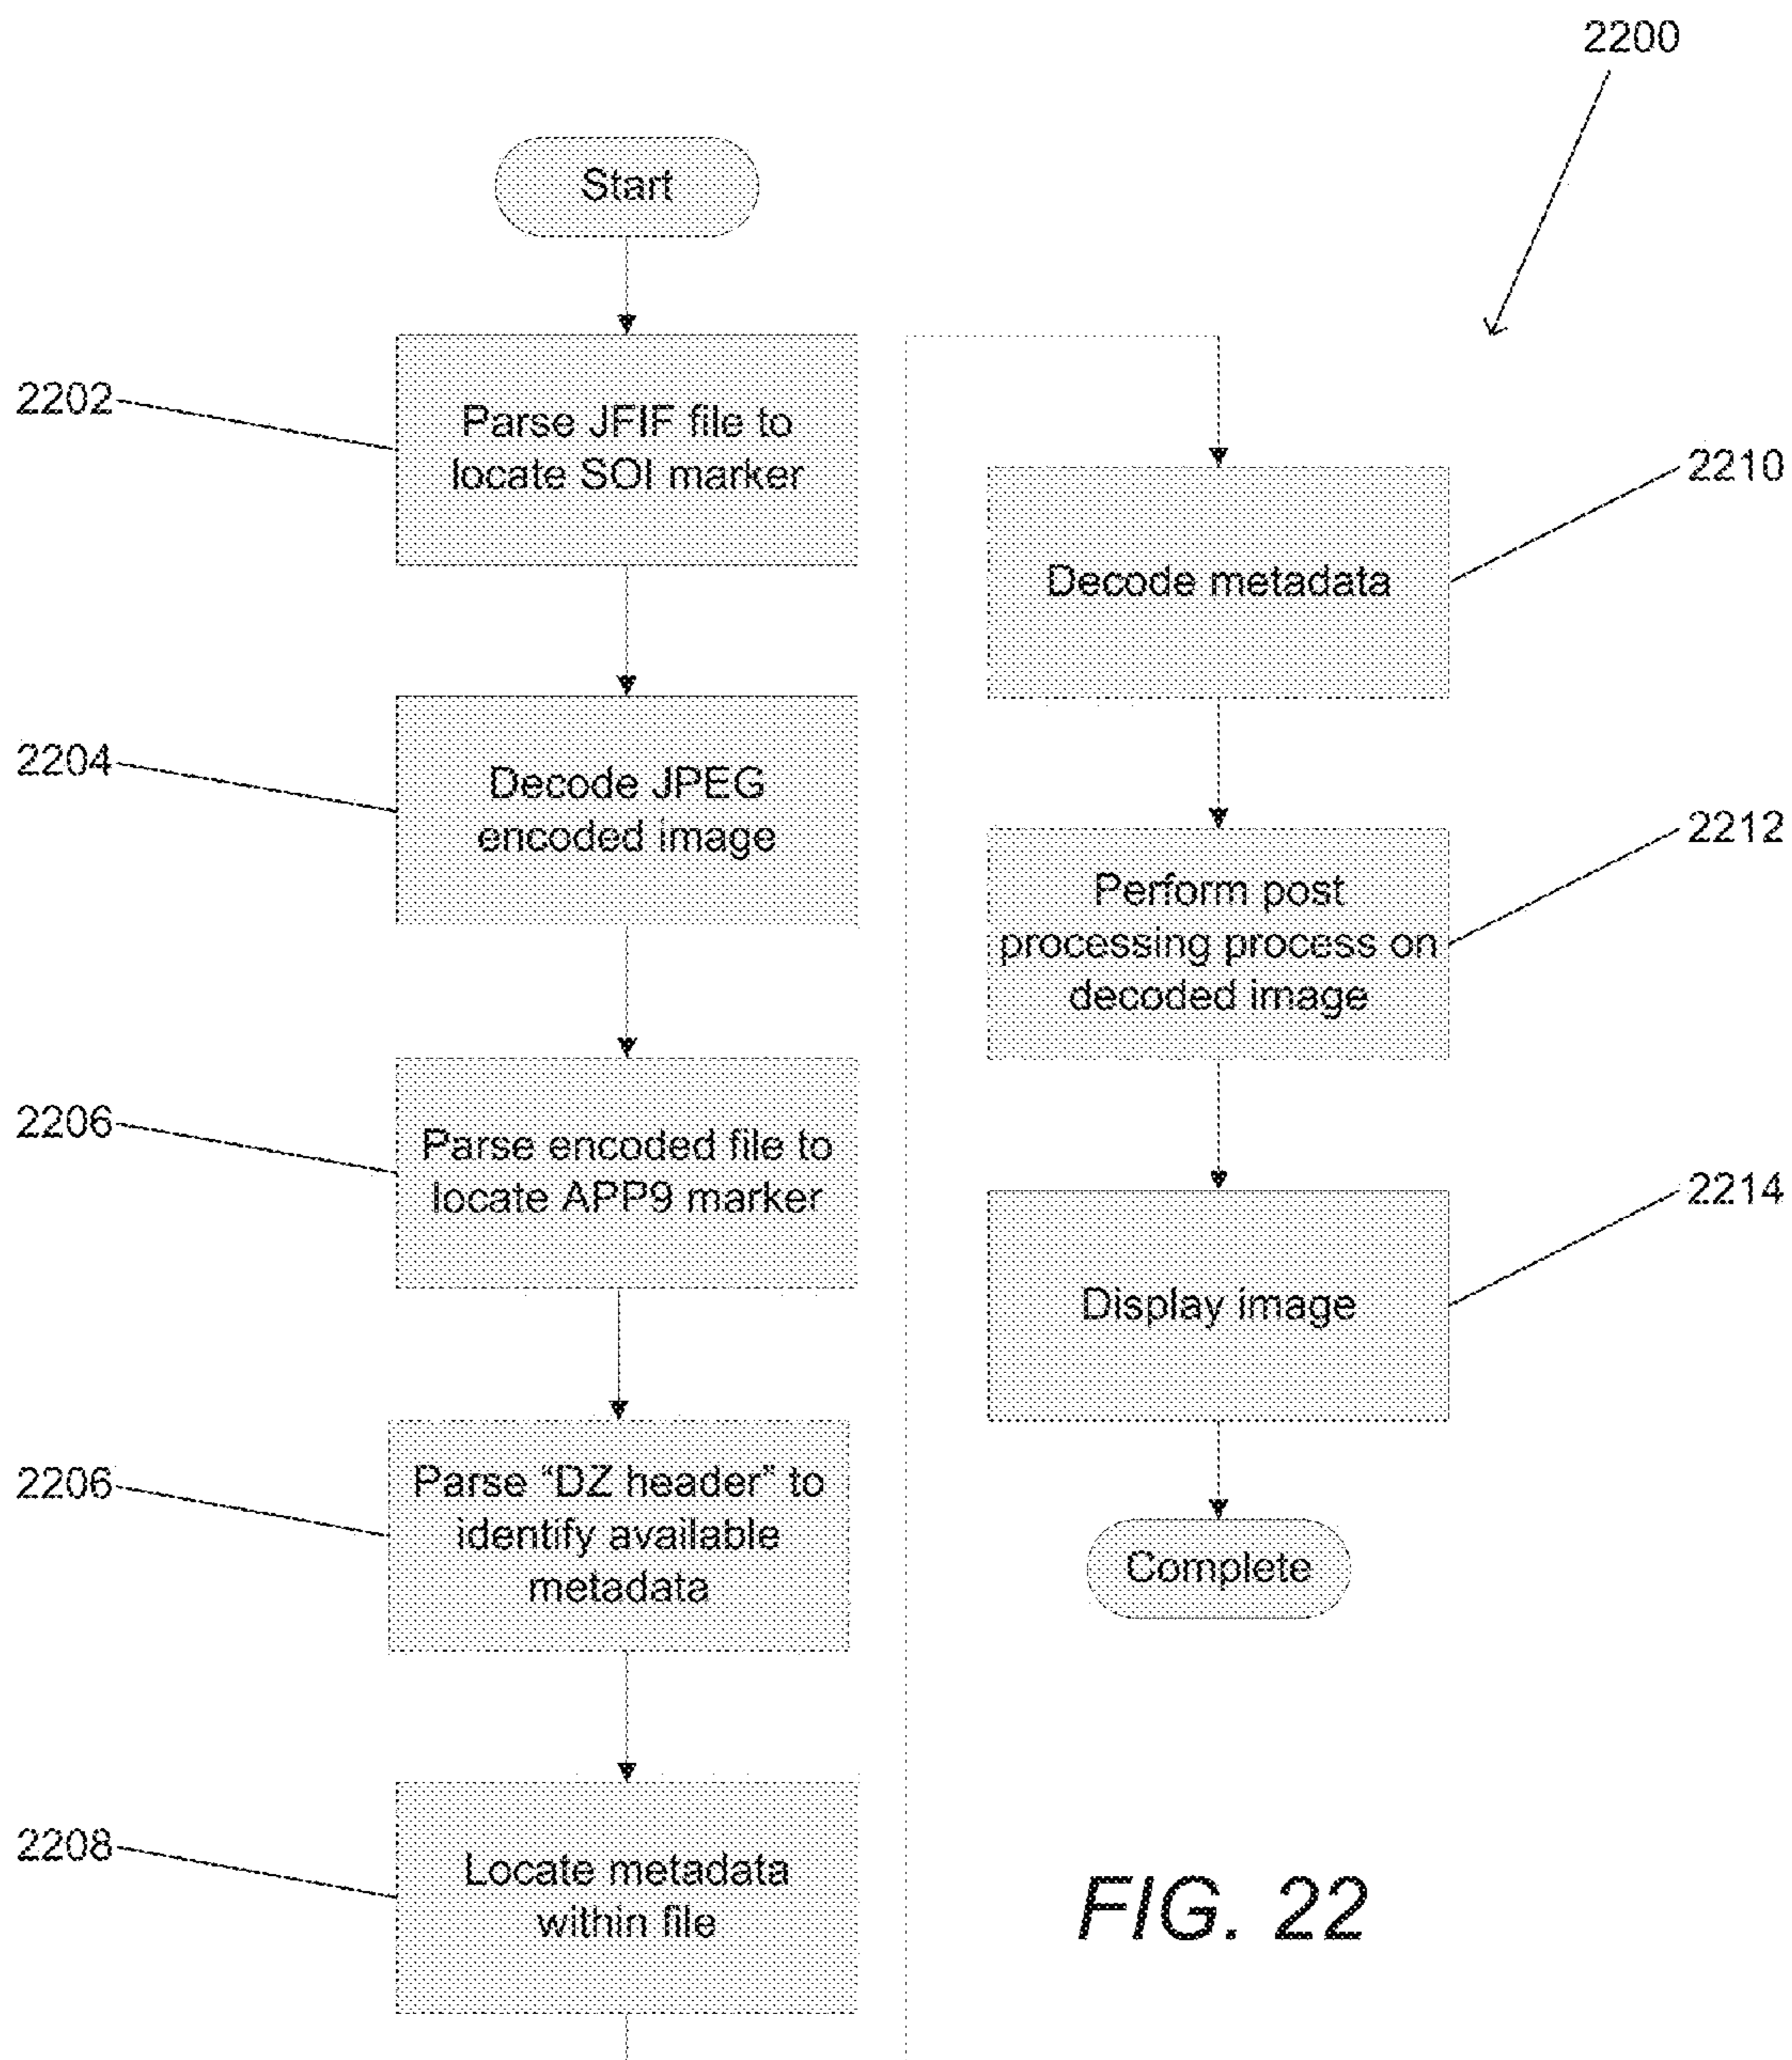 2200
Start
2202
Parse JFIF file to
locate SOI marker
2204
Decode JPEG
encoded image
2206
Parse encoded file to
locate APP9 marker
2206
Parse “DZ header” to
identify available
metadata
2208
Locate metadata
within file
2210
Decode metadata
2212
Perform post
processing process on
decoded image
2214
Display image
Complete
FIG. 22